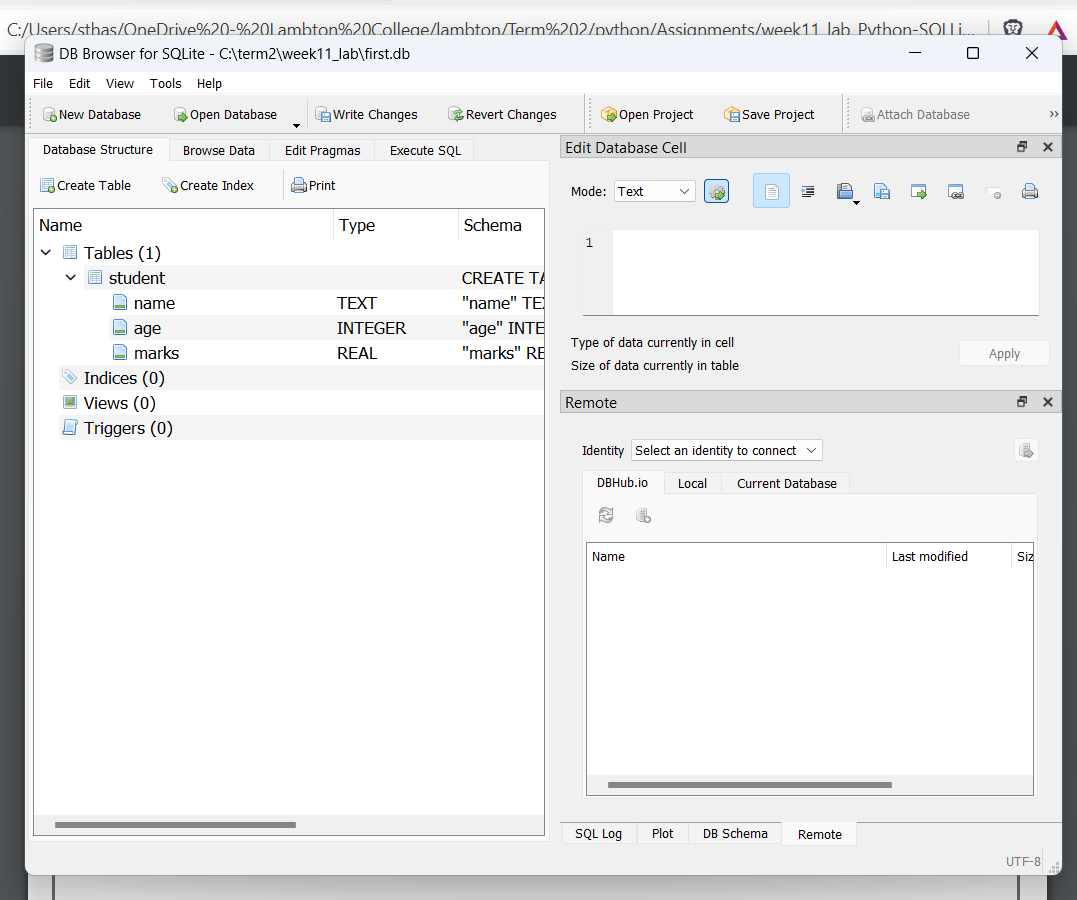 C:/Users/sthas/OneDrive%20-%20Lambton%20College/lambton/Term%202/python/Assignments/week11_lab_Python-SQLLi...
DB Browser for SQLite - C:\term2\week11_lab\first.db
File Edit View Tools Help
New Database Open Database Write Changes Revert Changes Open Project Save Project Attach Database »
Database Structure Browse Data Edit Pragmas Execute SQL
Create Table Create Index Print
Name Type Schema
Tables (1)
student CREATE TA
name TEXT "name" TEX
age INTEGER "age" INTE
marks REAL "marks" RE
Indices (0)
Views (0)
Triggers (0)
Edit Database Cell
Mode: Text
1
Type of data currently in cell
Size of data currently in table
Apply
Remote
Identity Select an identity to connect
DBHub.io Local Current Database
Name Last modified Siz
SQL Log Plot DB Schema Remote
UTF-8